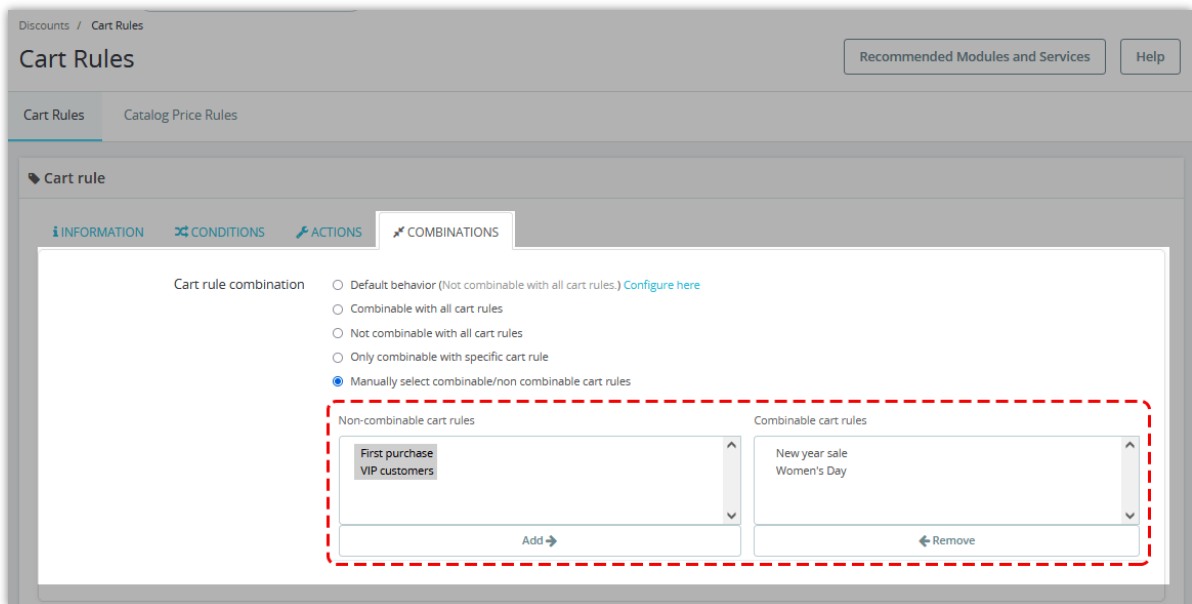 Discounts / Cart Rules
Cart Rules
Recommended Modules and Services
Help
Cart Rules
Catalog Price Rules
Cart rule
INFORMATION
CONDITIONS
ACTIONS
COMBINATIONS
Cart rule combination
Default behavior (Not combinable with all cart rules.) Configure here
Combinable with all cart rules
Not combinable with all cart rules
Only combinable with specific cart rule
Manually select combinable/non combinable cart rules
Non-combinable cart rules
First purchase
VIP customers
Add
Combinable cart rules
New year sale
Women's Day
Remove